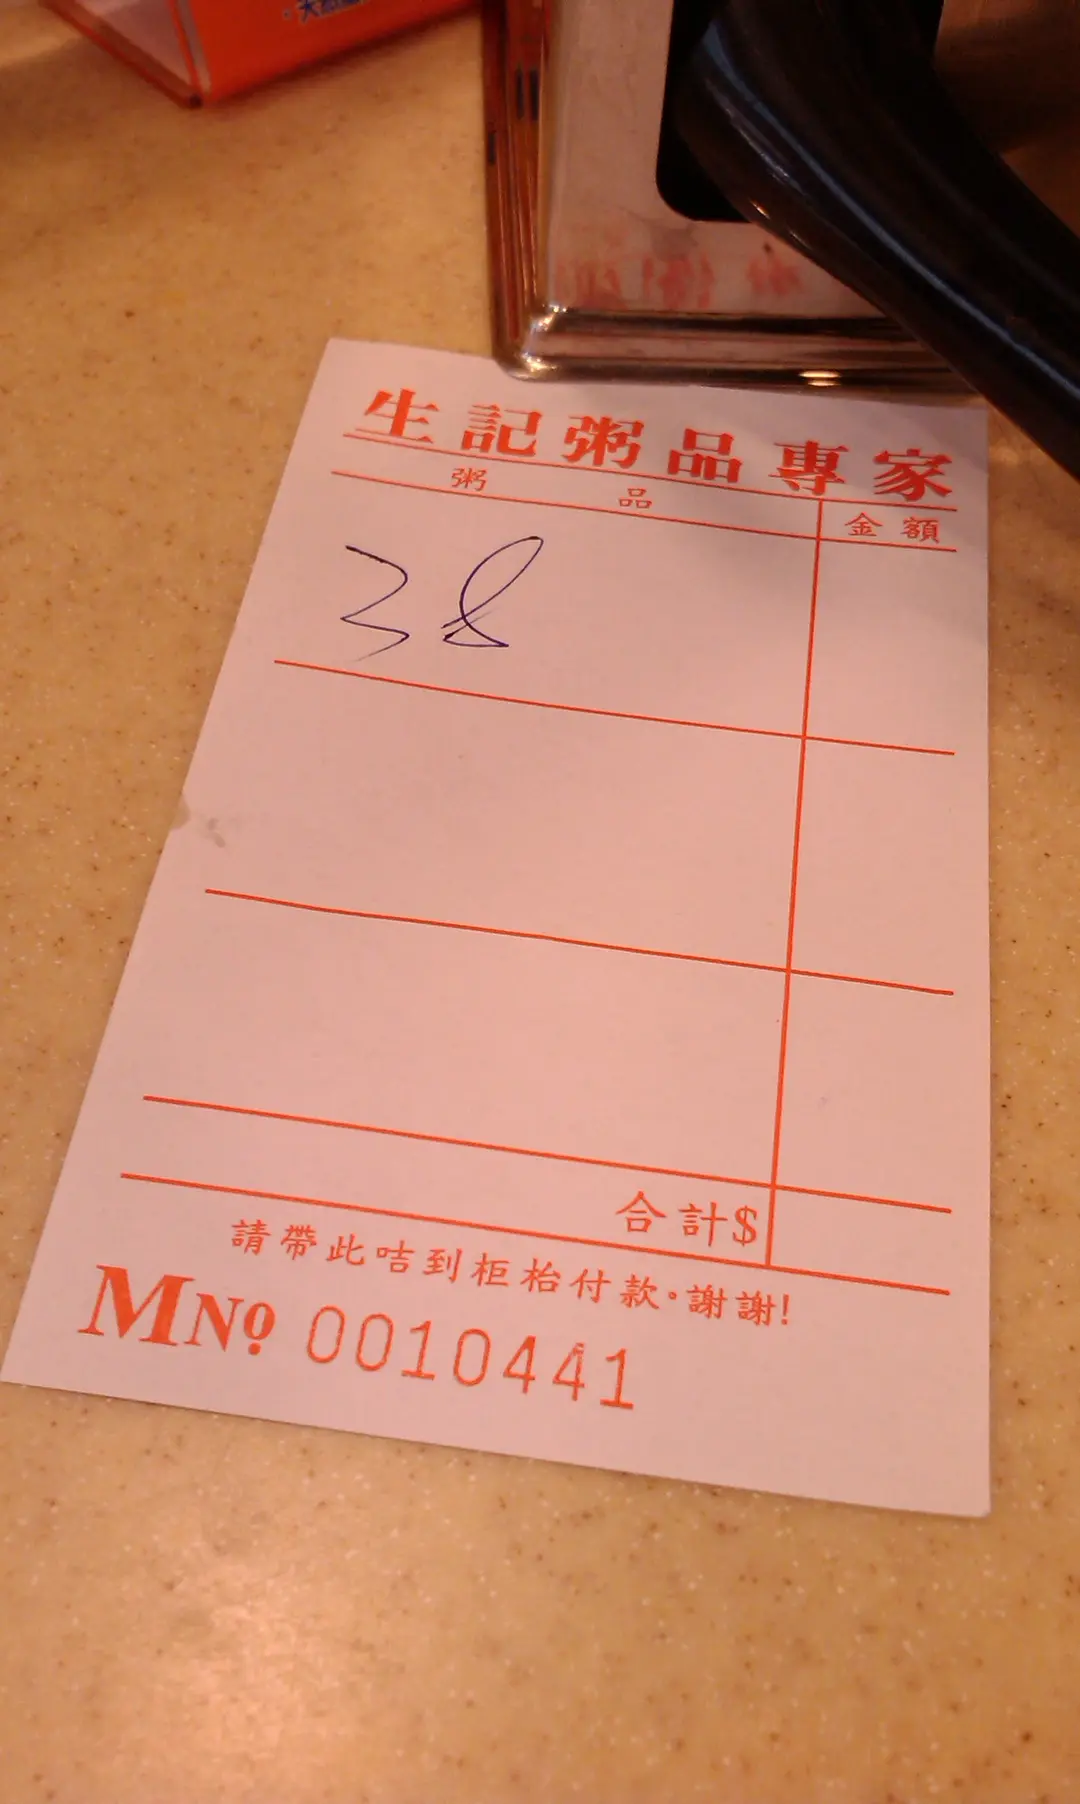 生記粥品專家
粥 品 金額
38
合計$
請帶此咭到柜枱付款·謝謝!
MNo 0010441